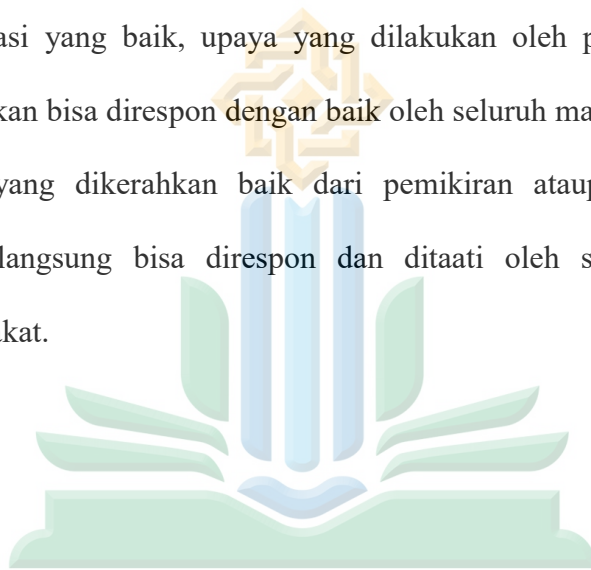 asi yang baik, upaya yang dilakukan oleh p
kan bisa direspon dengan baik oleh seluruh ma
yang dikerahkan baik dari pemikiran ataup
langsung bisa direspon dan ditaati oleh s
akat.